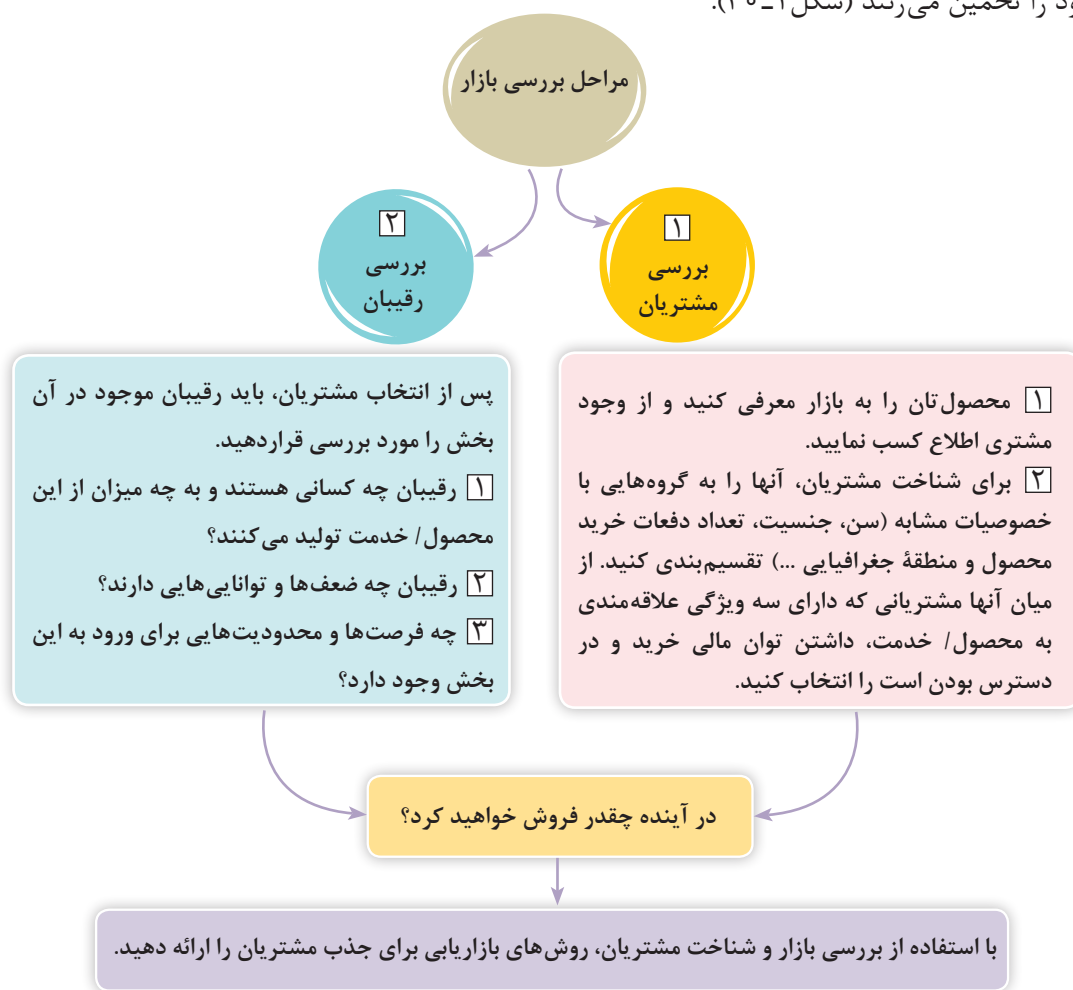 ود را تخمین می‌زنند (شکل ۱ـ۳۰).
مراحل بررسی بازار
۱
بررسی
مشتریان
۲
بررسی
رقیبان
۱ محصول‌تان را به بازار معرفی کنید و از وجود
مشتری اطلاع کسب نمایید.
۲ برای شناخت مشتریان، آنها را به گروه‌هایی با
خصوصیات مشابه (سن، جنسیت، تعداد دفعات خرید
محصول و منطقهٔ جغرافیایی ...) تقسیم‌بندی کنید. از
میان آنها مشتریانی که دارای سه ویژگی علاقه‌مندی
به محصول/ خدمت، داشتن توان مالی خرید و در
دسترس بودن است را انتخاب کنید.
پس از انتخاب مشتریان، باید رقیبان موجود در آن
بخش را مورد بررسی قراردهید.
۱ رقیبان چه کسانی هستند و به چه میزان از این
محصول/ خدمت تولید می‌کنند؟
۲ رقیبان چه ضعف‌ها و توانایی‌هایی دارند؟
۳ چه فرصت‌ها و محدودیت‌هایی برای ورود به این
بخش وجود دارد؟
در آینده چقدر فروش خواهید کرد؟
با استفاده از بررسی بازار و شناخت مشتریان، روش‌های بازاریابی برای جذب مشتریان را ارائه دهید.